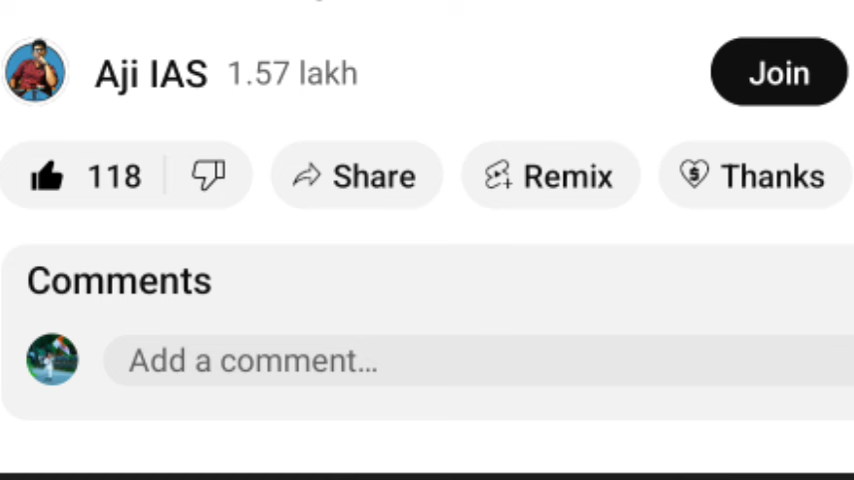 Aji IAS 1.57 lakh Join
118 Share Remix Thanks
Comments
Add a comment...